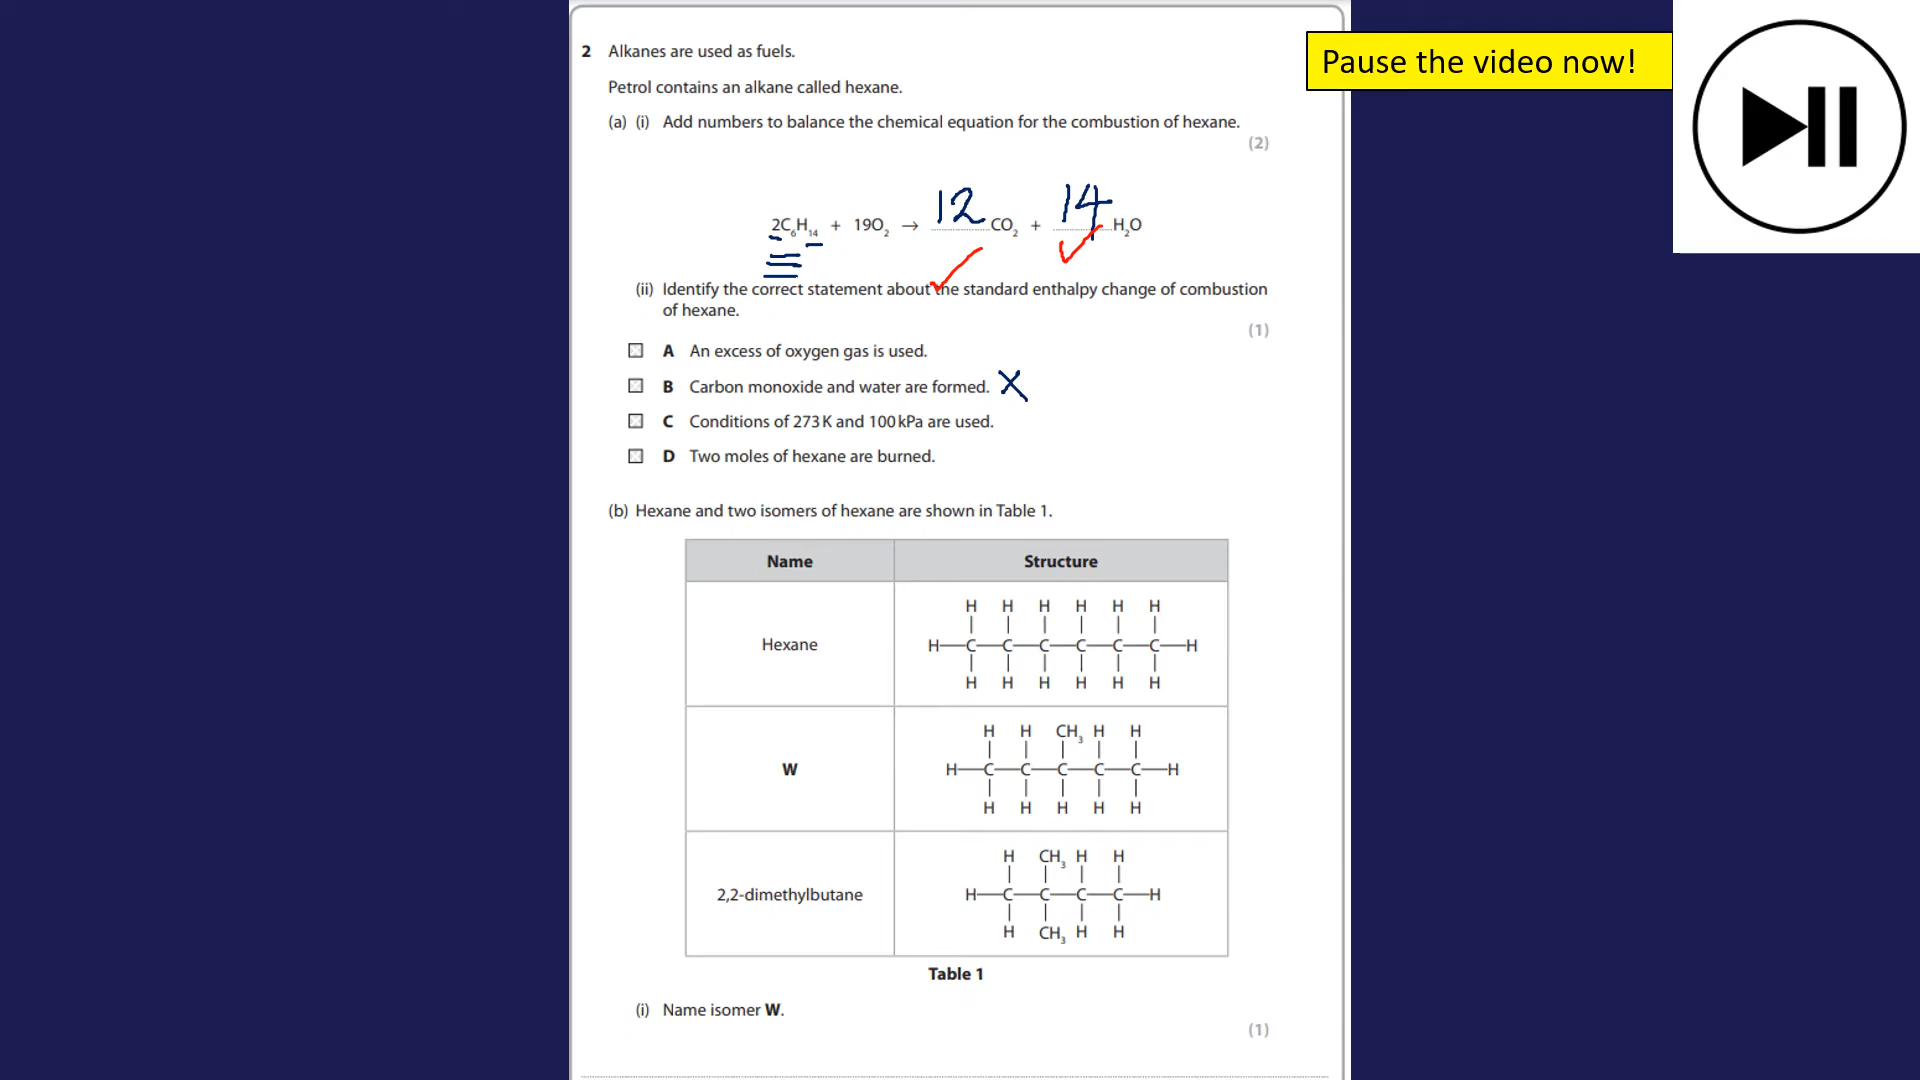 Pause the video now!
2 Alkanes are used as fuels.
Petrol contains an alkane called hexane.
(a) (i) Add numbers to balance the chemical equation for the combustion of hexane.
(2)
2C₆H₁₄ + 19O₂ → 12 CO₂ + 14 H₂O
(ii) Identify the correct statement about the standard enthalpy change of combustion
of hexane.
(1)
A An excess of oxygen gas is used.
B Carbon monoxide and water are formed. X
C Conditions of 273 K and 100 kPa are used.
D Two moles of hexane are burned.
(b) Hexane and two isomers of hexane are shown in Table 1.
Name Structure
H H H H H H
Hexane H—C—C—C—C—C—C—H
H H H H H H
H H CH₃ H H
W H—C—C—C—C—C—H
H H H H H
H CH₃ H H
2,2-dimethylbutane H—C—C—C—C—H
H CH₃ H H
Table 1
(i) Name isomer W.
(1)